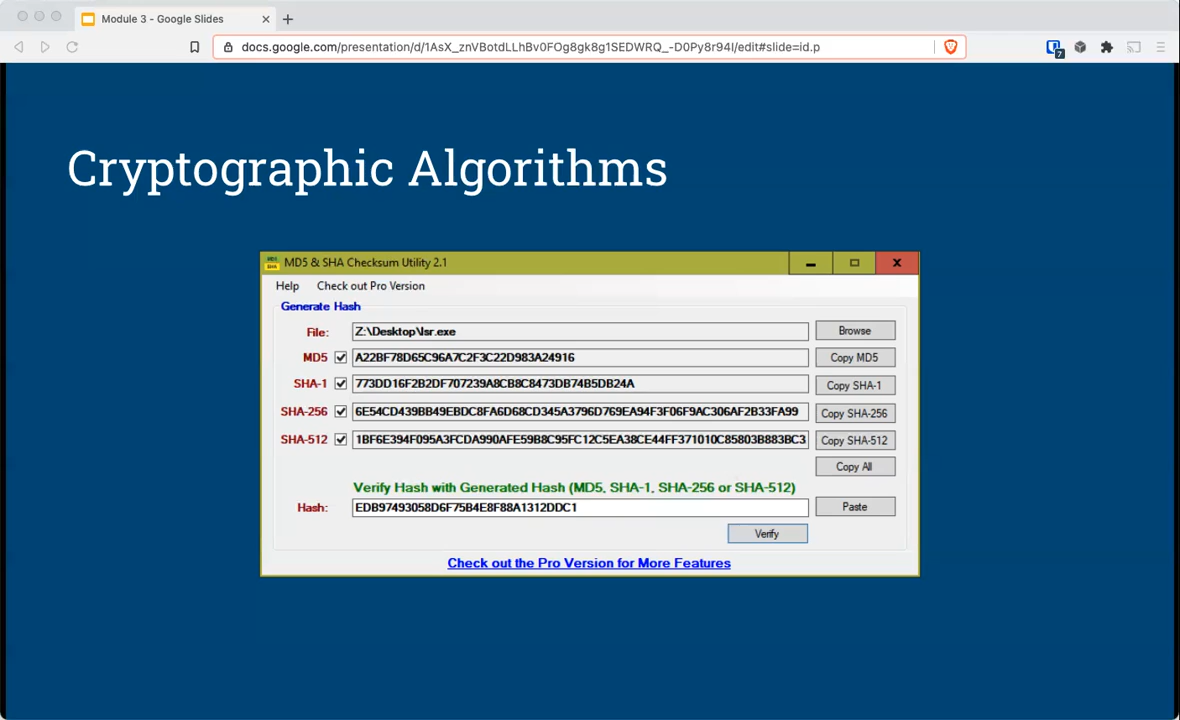 Module 3 - Google Slides
docs.google.com/presentation/d/1AsX_znVBotdLLhBv0FOg8gk8g1SEDWRQ_-D0Py8r94I/edit#slide=id.p
7
Cryptographic Algorithms
MD5 & SHA Checksum Utility 2.1
Help Check out Pro Version
Generate Hash
File: Z:\Desktop\lsr.exe Browse
MD5 A22BF78D65C96A7C2F3C22D983A24916 Copy MD5
SHA-1 773DD16F2B2DF707239A8CB8C8473DB74B5DB24A Copy SHA-1
SHA-256 6E54CD439BB49EBDC8FA6D68CD345A3796D769EA94F3F06F9AC306AF2B33FA99 Copy SHA-256
SHA-512 1BF6E394F095A3FCDA990AFE59B8C95FC12C5EA38CE44FF371010C85803B883BC3 Copy SHA-512
Copy All
Verify Hash with Generated Hash (MD5, SHA-1, SHA-256 or SHA-512)
Hash: EDB97493058D6F75B4E8F88A1312DDC1 Paste
Verify
Check out the Pro Version for More Features